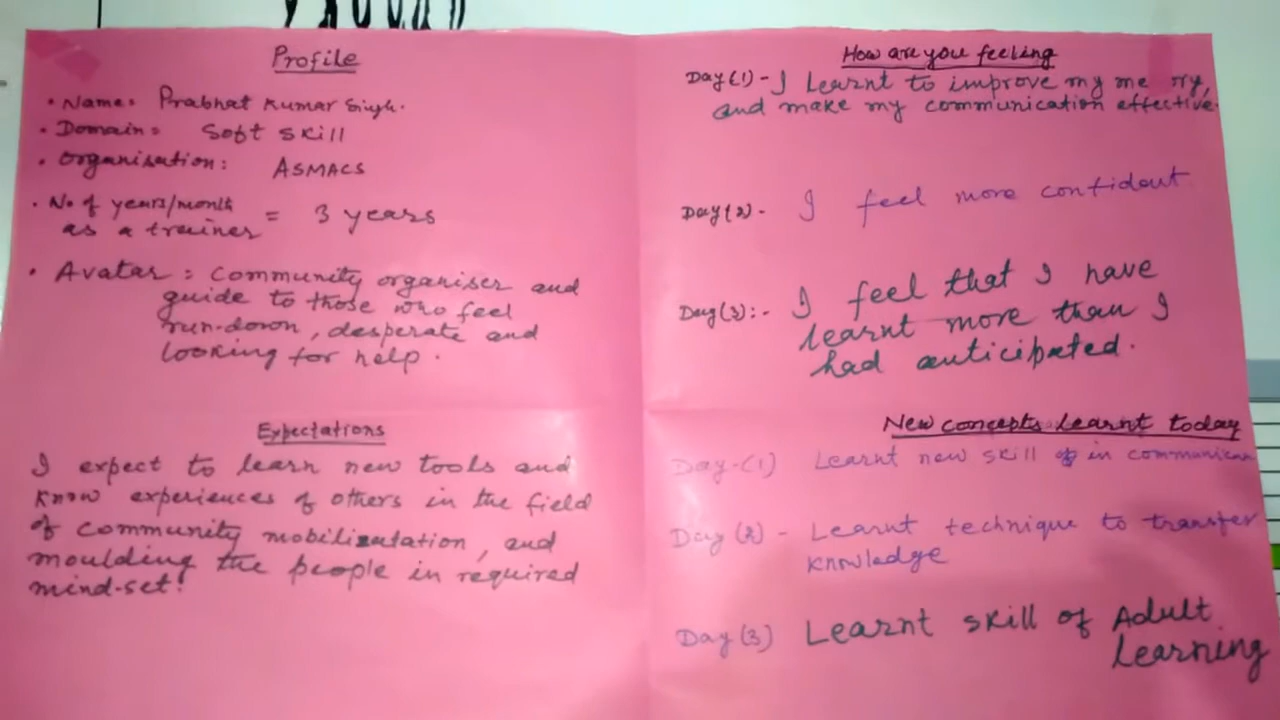 Profile
• Name: Prabhat Kumar Singh.
• Domain: Soft skill
• Organisation: ASMACS
• No of years/month
as a trainer = 3 years
• Avatar: community organiser and
guide to those who feel
run-down, desperate and
looking for help.
Expectations
I expect to learn new tools and
know experiences of others in the field
of community mobilization, and
moulding the people in required
mind-set!
How are you feeling
Day(1) - I learnt to improve my me ry,
and make my communication effective.
Day(2) - I feel more confident
Day(3):- I feel that I have
learnt more than I
had anticipated.
New concepts learnt today
Day-(1) Learnt new skill of in communican
Day (2) - Learnt technique to transfer
knowledge
Day (3) Learnt skill of Adult
Learning